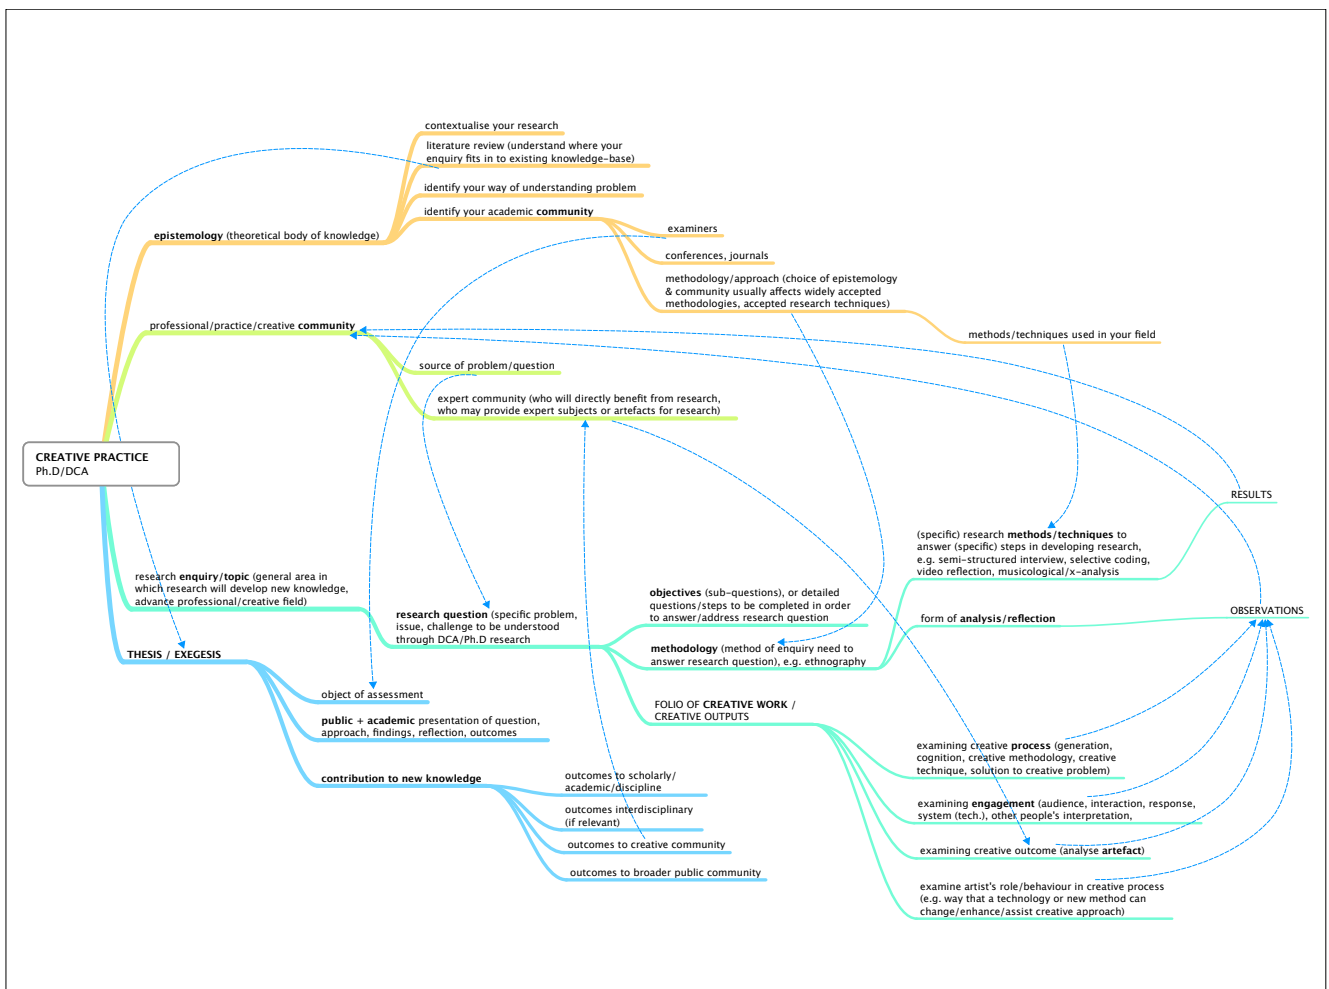 contextualise your research
literature review (understand where your
enquiry fits in to existing knowledge-base)
identify your way of understanding problem
identify your academic community
epistemology (theoretical body of knowledge)
examiners
conferences, journals
methodology/approach (choice of epistemology
& community usually affects widely accepted
methodologies, accepted research techniques)
methods/techniques used in your field
professional/practice/creative community
source of problem/question
expert community (who will directly benefit from research,
who may provide expert subjects or artefacts for research)
CREATIVE PRACTICE
Ph.D/DCA
research enquiry/topic (general area in
which research will develop new knowledge,
advance professional/creative field)
research question (specific problem,
issue, challenge to be understood
through DCA/Ph.D research
objectives (sub-questions), or detailed
questions/steps to be completed in order
to answer/address research question
methodology (method of enquiry need to
answer research question), e.g. ethnography
(specific) research methods/techniques to
answer (specific) steps in developing research,
e.g. semi-structured interview, selective coding,
video reflection, musicological/x-analysis
RESULTS
form of analysis/reflection
OBSERVATIONS
FOLIO OF CREATIVE WORK /
CREATIVE OUTPUTS
examining creative process (generation,
cognition, creative methodology, creative
technique, solution to creative problem)
examining engagement (audience, interaction, response,
system (tech.), other people's interpretation,
examining creative outcome (analyse artefact)
examine artist's role/behaviour in creative process
(e.g. way that a technology or new method can
change/enhance/assist creative approach)
THESIS / EXEGESIS
object of assessment
public + academic presentation of question,
approach, findings, reflection, outcomes
contribution to new knowledge
outcomes to scholarly/
academic/discipline
outcomes interdisciplinary
(if relevant)
outcomes to creative community
outcomes to broader public community